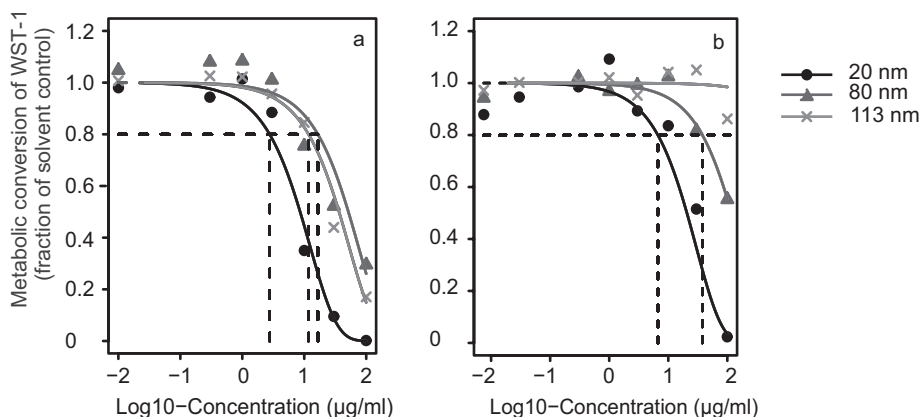 Metabolic conversion of WST-1
(fraction of solvent control)
1.2
1.0
0.8
0.6
0.4
0.2
0
a
−2
−1
0
1
2
Log10−Concentration (µg/ml)
1.2
1.0
0.8
0.6
0.4
0.2
0
b
−2
−1
0
1
2
Log10−Concentration (µg/ml)
20 nm
80 nm
113 nm